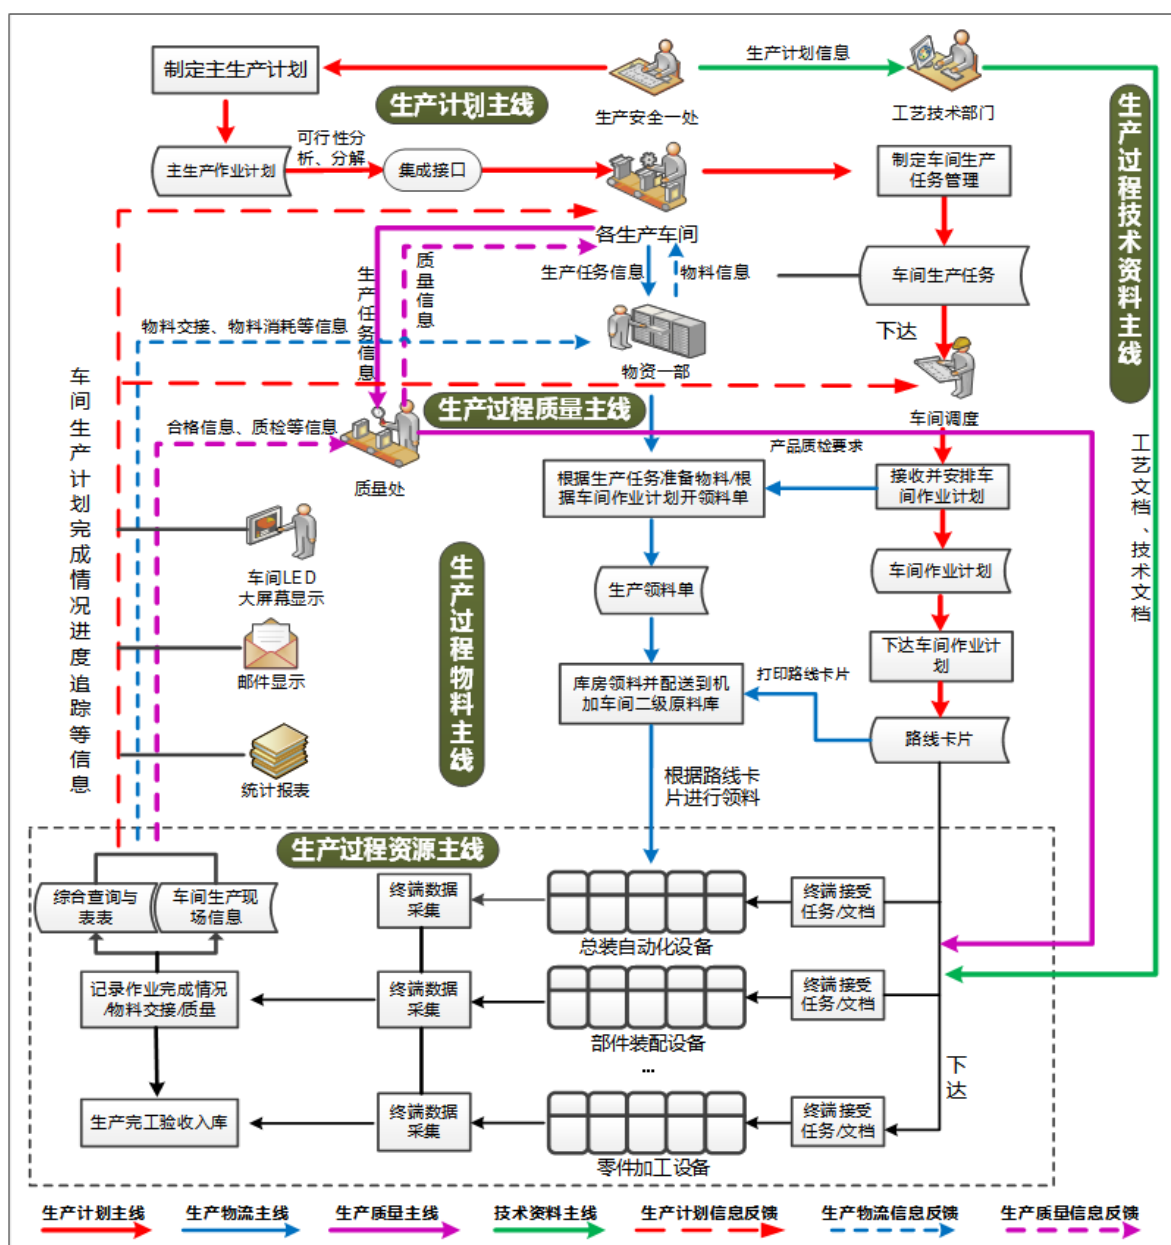 生产计划信息
制定主生产计划
生产计划主线
生产安全一处
工艺技术部门
生产过程技术资料主线
可行性分
析、分解
主生产作业计划
集成接口
制定车间生产
任务管理
各生产车间
生产任务信息
质量信息
生产任务信息
物料信息
车间生产任务
物料交接、物料消耗等信息
下达
物资一部
车间生产计划完成情况进度追踪等信息
生产过程质量主线
车间调度
合格信息、质检等信息
产品质检要求
工艺文档、技术文档
质量处
根据生产任务准备物料/根
据车间作业计划开领料单
接收并安排车
间作业计划
生产过程物料主线
车间LED
大屏幕显示
生产领料单
车间作业计划
下达车间作业计
划
邮件显示
库房领料并配送到机
加车间二级原料库
打印路线卡片
路线卡片
统计报表
根据路线卡
片进行领料
生产过程资源主线
综合查询与
表表
车间生产现
场信息
终端数据
采集
总装自动化设备
终端接受
任务/文档
记录作业完成情况
/物料交接/质量
终端数据
采集
部件装配设备
...
终端接受
任务/文档
下达
生产完工验收入库
终端数据
采集
零件加工设备
终端接受
任务/文档
生产计划主线
生产物流主线
生产质量主线
技术资料主线
生产计划信息反馈
生产物流信息反馈
生产质量信息反馈